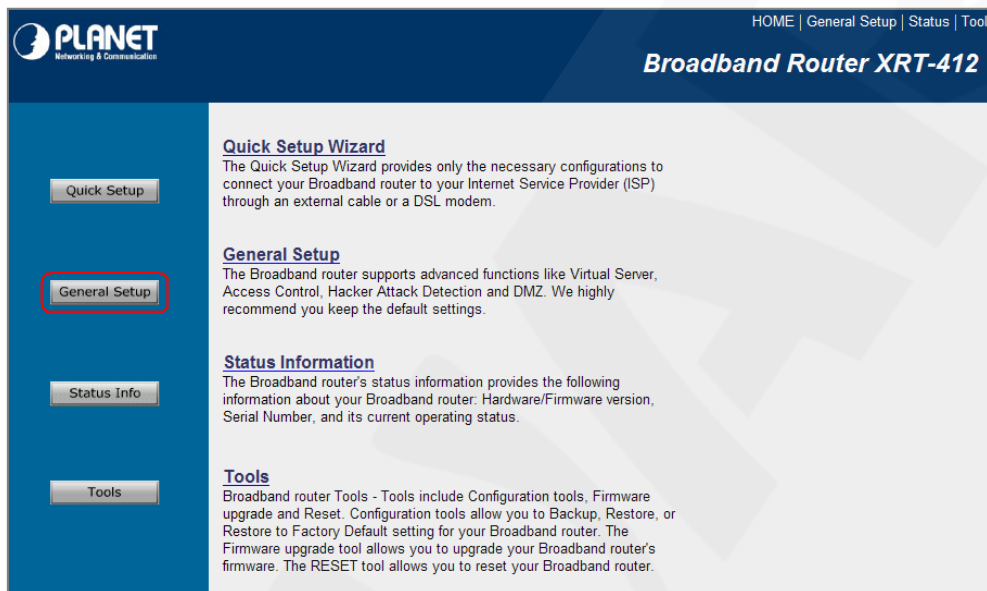 PLANET
Networking & Communication
HOME | General Setup | Status | Tool
Broadband Router XRT-412
Quick Setup
General Setup
Status Info
Tools
Quick Setup Wizard
The Quick Setup Wizard provides only the necessary configurations to
connect your Broadband router to your Internet Service Provider (ISP)
through an external cable or a DSL modem.
General Setup
The Broadband router supports advanced functions like Virtual Server,
Access Control, Hacker Attack Detection and DMZ. We highly
recommend you keep the default settings.
Status Information
The Broadband router's status information provides the following
information about your Broadband router: Hardware/Firmware version,
Serial Number, and its current operating status.
Tools
Broadband router Tools - Tools include Configuration tools, Firmware
upgrade and Reset. Configuration tools allow you to Backup, Restore, or
Restore to Factory Default setting for your Broadband router. The
Firmware upgrade tool allows you to upgrade your Broadband router's
firmware. The RESET tool allows you to reset your Broadband router.